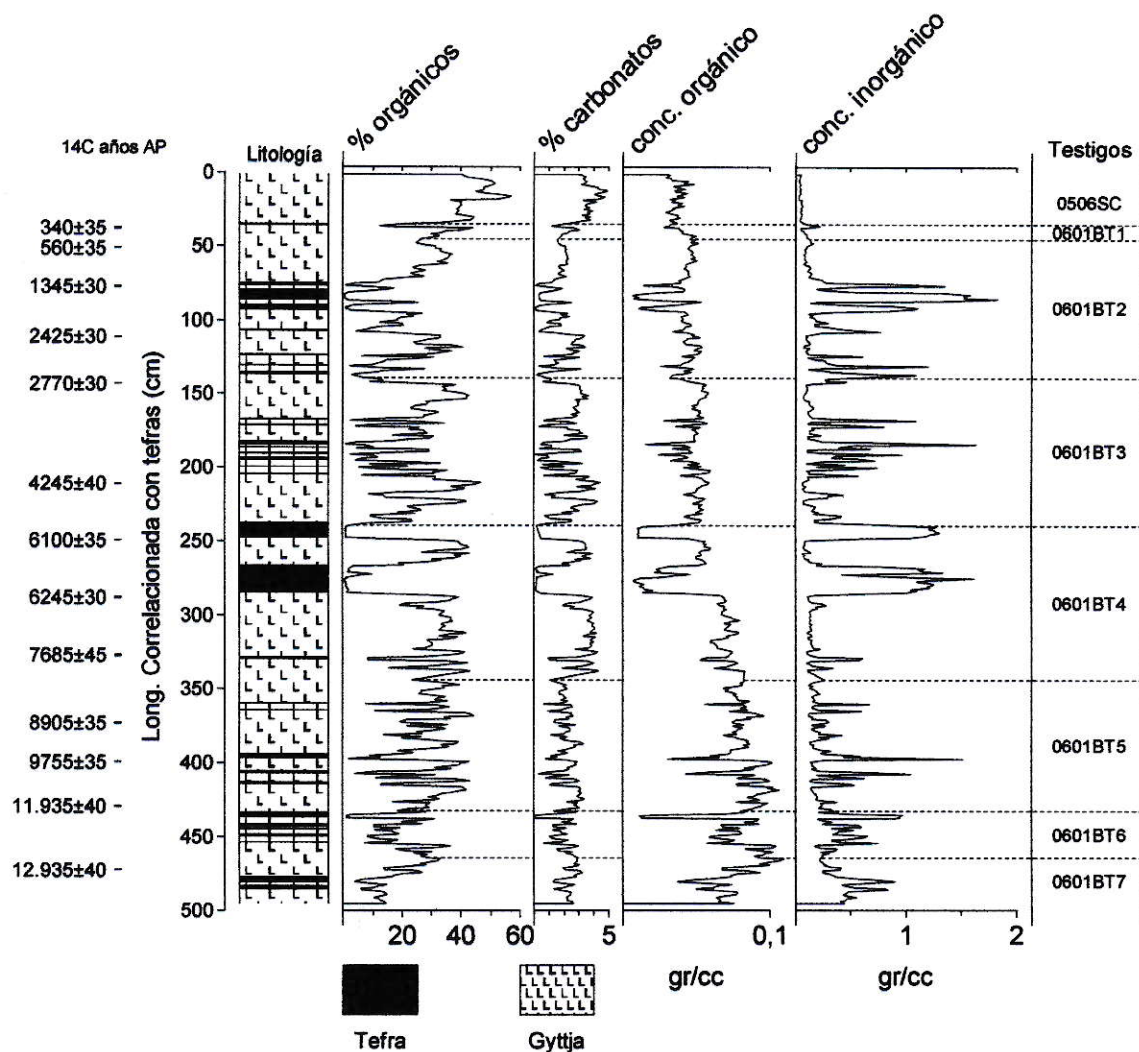 % orgánicos
% carbonatos
conc. orgánico
conc. inorgánico
14C años AP
Litología
Testigos
Long. Correlacionada con tefras (cm)
0
50
100
150
200
250
300
350
400
450
500
340±35
560±35
1345±30
2425±30
2770±30
4245±40
6100±35
6245±30
7685±45
8905±35
9755±35
11.935±40
12.935±40
0506SC
0601BT1
0601BT2
0601BT3
0601BT4
0601BT5
0601BT6
0601BT7
20 40 60
5
0,1
1 2
gr/cc
gr/cc
Tefra
Gyttja